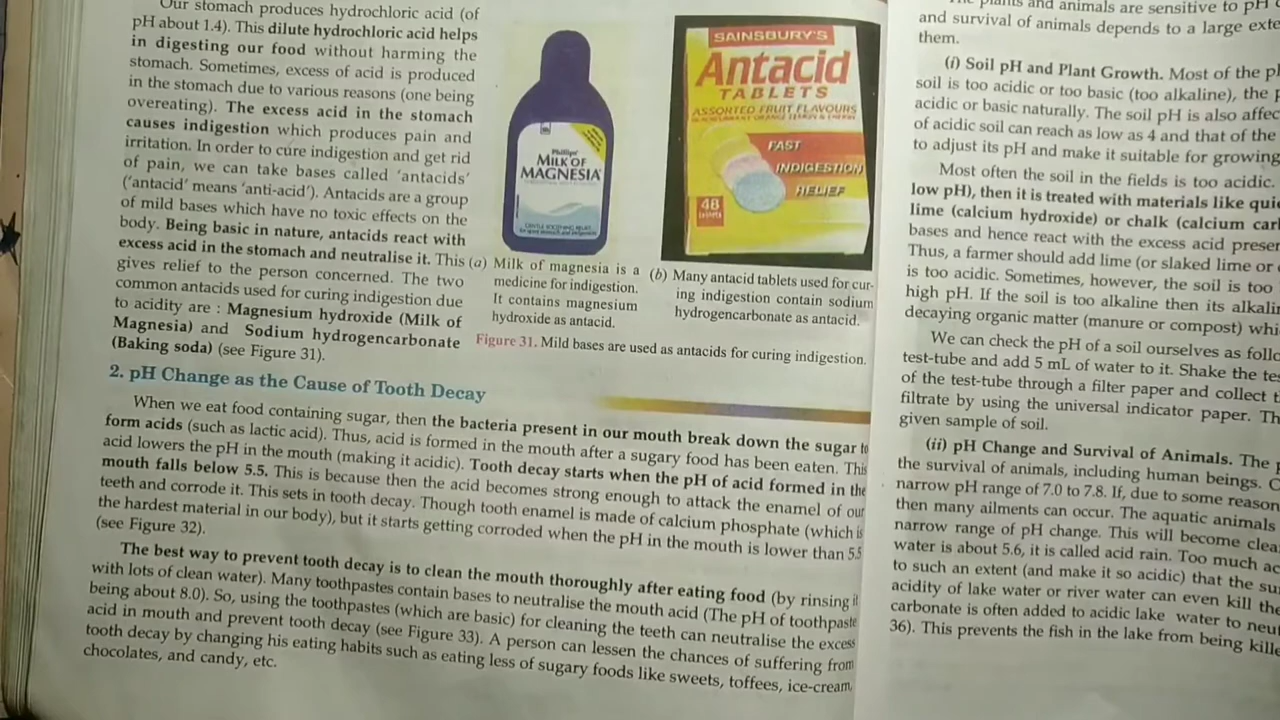 Our stomach produces hydrochloric acid (of
pH about 1.4). This dilute hydrochloric acid helps
in digesting our food without harming the
stomach. Sometimes, excess of acid is produced
in the stomach due to various reasons (one being
overeating). The excess acid in the stomach
causes indigestion which produces pain and
irritation. In order to cure indigestion and get rid
of pain, we can take bases called 'antacids'
('antacid' means 'anti-acid'). Antacids are a group
of mild bases which have no toxic effects on the
body. Being basic in nature, antacids react with
excess acid in the stomach and neutralise it. This
gives relief to the person concerned. The two
common antacids used for curing indigestion due
to acidity are : Magnesium hydroxide (Milk of
Magnesia) and Sodium hydrogencarbonate
(Baking soda) (see Figure 31).
Phillips'
MILK OF
MAGNESIA
(a) Milk of magnesia is a
medicine for indigestion.
It contains magnesium
hydroxide as antacid.
SAINSBURY'S
Antacid
TABLETS
ASSORTED FRUIT FLAVOURS
FAST
INDIGESTION
RELIEF
48
(b) Many antacid tablets used for cur-
ing indigestion contain sodium
hydrogencarbonate as antacid.
Figure 31. Mild bases are used as antacids for curing indigestion.
2. pH Change as the Cause of Tooth Decay
When we eat food containing sugar, then the bacteria present in our mouth break down the sugar
form acids (such as lactic acid). Thus, acid is formed in the mouth after a sugary food has been eaten. This
acid lowers the pH in the mouth (making it acidic). Tooth decay starts when the pH of acid formed in the
mouth falls below 5.5. This is because then the acid becomes strong enough to attack the enamel of our
teeth and corrode it. This sets in tooth decay. Though tooth enamel is made of calcium phosphate (which is
the hardest material in our body), but it starts getting corroded when the pH in the mouth is lower than 5.5
(see Figure 32).
The best way to prevent tooth decay is to clean the mouth thoroughly after eating food (by rinsing it
with lots of clean water). Many toothpastes contain bases to neutralise the mouth acid (The pH of toothpaste
being about 8.0). So, using the toothpastes (which are basic) for cleaning the teeth can neutralise the excess
acid in mouth and prevent tooth decay (see Figure 33). A person can lessen the chances of suffering from
tooth decay by changing his eating habits such as eating less of sugary foods like sweets, toffees, ice-cream,
chocolates, and candy, etc.
The plants and animals are sensitive to pH
and survival of animals depends to a large
them.
(i) Soil pH and Plant Growth. Most of the
soil is too acidic or too basic (too alkaline), the
acidic or basic naturally. The soil pH is also
of acidic soil can reach as low as 4 and that of the
to adjust its pH and make it suitable for growing
Most often the soil in the fields is too acidic.
low pH), then it is treated with materials like
lime (calcium hydroxide) or chalk (calcium
bases and hence react with the excess acid
Thus, a farmer should add lime (or slaked lime or
is too acidic. Sometimes, however, the soil is too
high pH. If the soil is too alkaline then its
decaying organic matter (manure or compost)
We can check the pH of a soil ourselves as
test-tube and add 5 mL of water to it. Shake the
of the test-tube through a filter paper and collect
filtrate by using the universal indicator paper.
given sample of soil.
(ii) pH Change and Survival of Animals. The
the survival of animals, including human beings.
narrow pH range of 7.0 to 7.8. If, due to some reason
then many ailments can occur. The aquatic animals
narrow range of pH change. This will become
water is about 5.6, it is called acid rain. Too much
to such an extent (and make it so acidic) that the
acidity of lake water or river water can even kill the
carbonate is often added to acidic lake water to
36). This prevents the fish in the lake from being